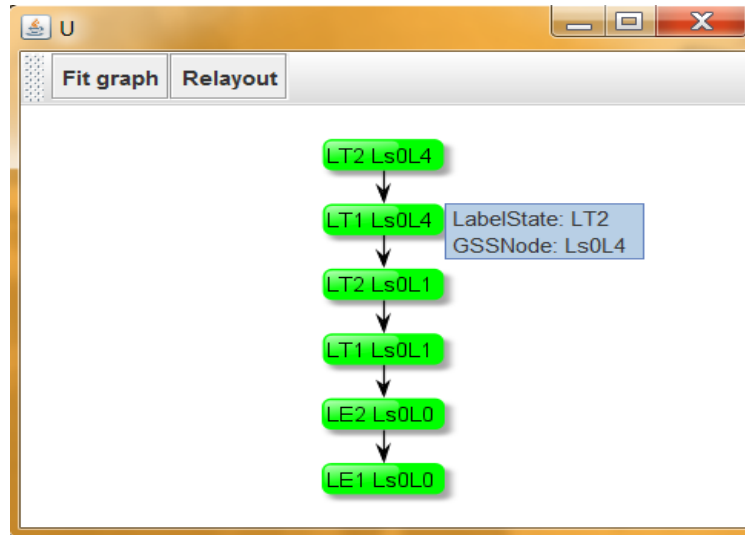 U
Fit graph Relayout
LT2 Ls0L4
LT1 Ls0L4
LabelState: LT2
GSSNode: Ls0L4
LT2 Ls0L1
LT1 Ls0L1
LE2 Ls0L0
LE1 Ls0L0